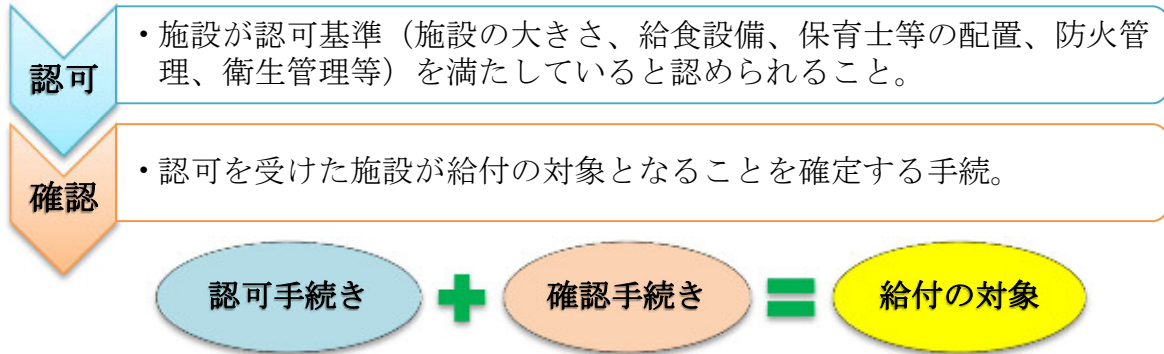 認可
・施設が認可基準（施設の大きさ、給食設備、保育士等の配置、防火管
理、衛生管理等）を満たしていると認められること。
確認
・認可を受けた施設が給付の対象となることを確定する手続。
認可手続き + 確認手続き = 給付の対象